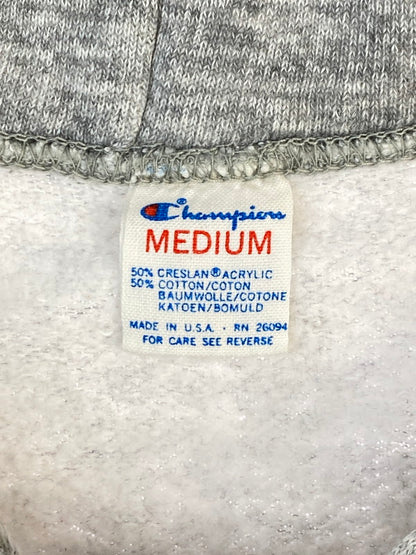 Champion
MEDIUM
50% CRESLAN® ACRYLIC
50% COTTON/COTON
BAUMWOLLE/COTONE
KATOEN/BOMULD
MADE IN U.S.A. · RN 26094
FOR CARE SEE REVERSE